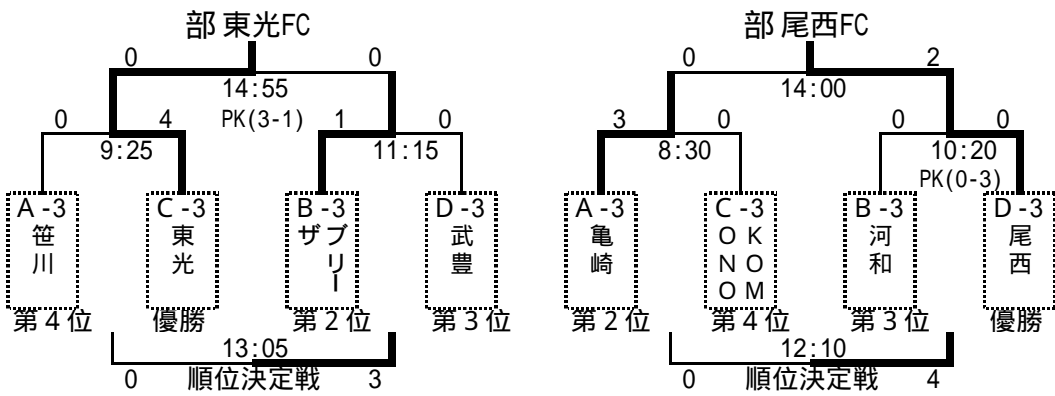 部 東光FC 部 尾西FC
0 0 0 2
14:55 14:00
0 4 PK(3-1) 1 0 3 0 0 0
9:25 11:15 8:30 10:20
PK(0-3)
A-3 C-3 B-3 D-3 A-3 C-3 B-3 D-3
笹川 東光 ブリーザ 武豊 亀崎 KOMONOO 河和 尾西
第4位 優勝 第2位 第3位 第2位 第4位 第3位 優勝
13:05 12:10
0 順位決定戦 3 0 順位決定戦 4